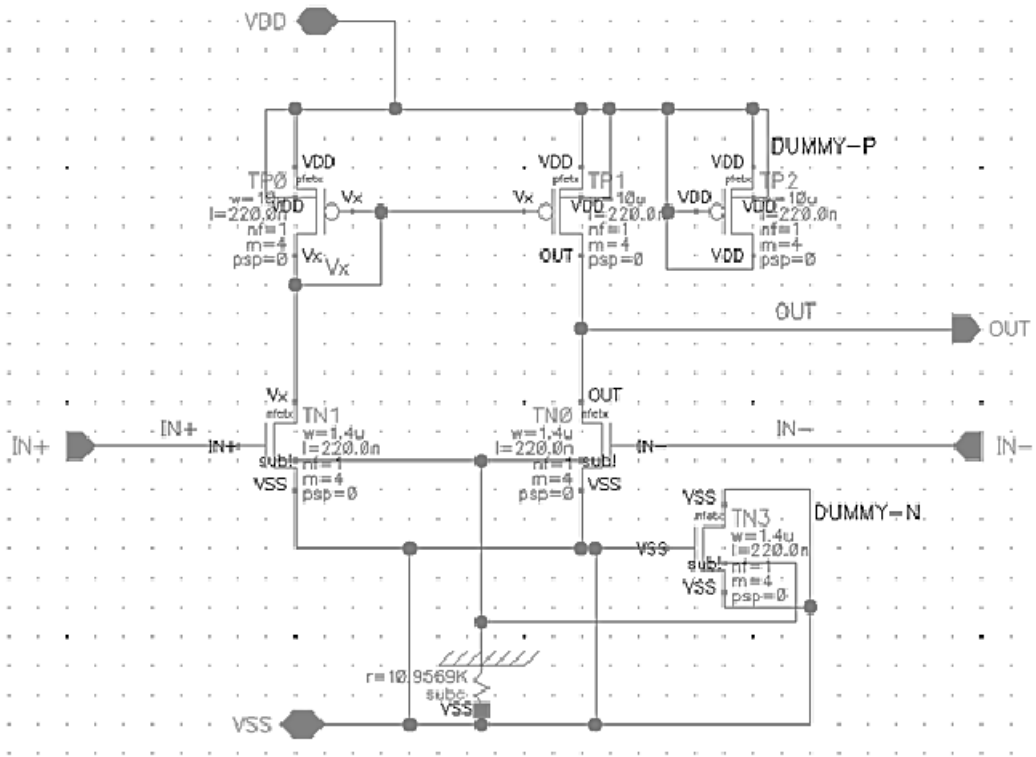 VDD
DUMMY-P
VDD
pfetx
TP0
VDD
l=220.0n
nf=1
m=4
psp=0
Vx
Vx
Vx
VDD
pfetx
TP1
Vx
VDD
l=220.0n
nf=1
m=4
psp=0
OUT
VDD
pfetx
TP2
VDD
VDD
10u
l=220.0n
nf=1
m=4
psp=0
VDD
OUT
OUT
Vx
nfetx
TN1
w=1.4u
l=220.0n
nf=1
m=4
psp=0
IN+
IN+
IN+
sub!
VSS
OUT
nfetx
TN0
w=1.4u
l=220.0n
nf=1
m=4
psp=0
sub!
VSS
IN-
IN-
IN-
VSS
nfetx
TN3
DUMMY-N
w=1.4u
l=220.0n
nf=1
m=4
psp=0
VSS
sub!
VSS
r=10.9569K
subc
VSS
VSS